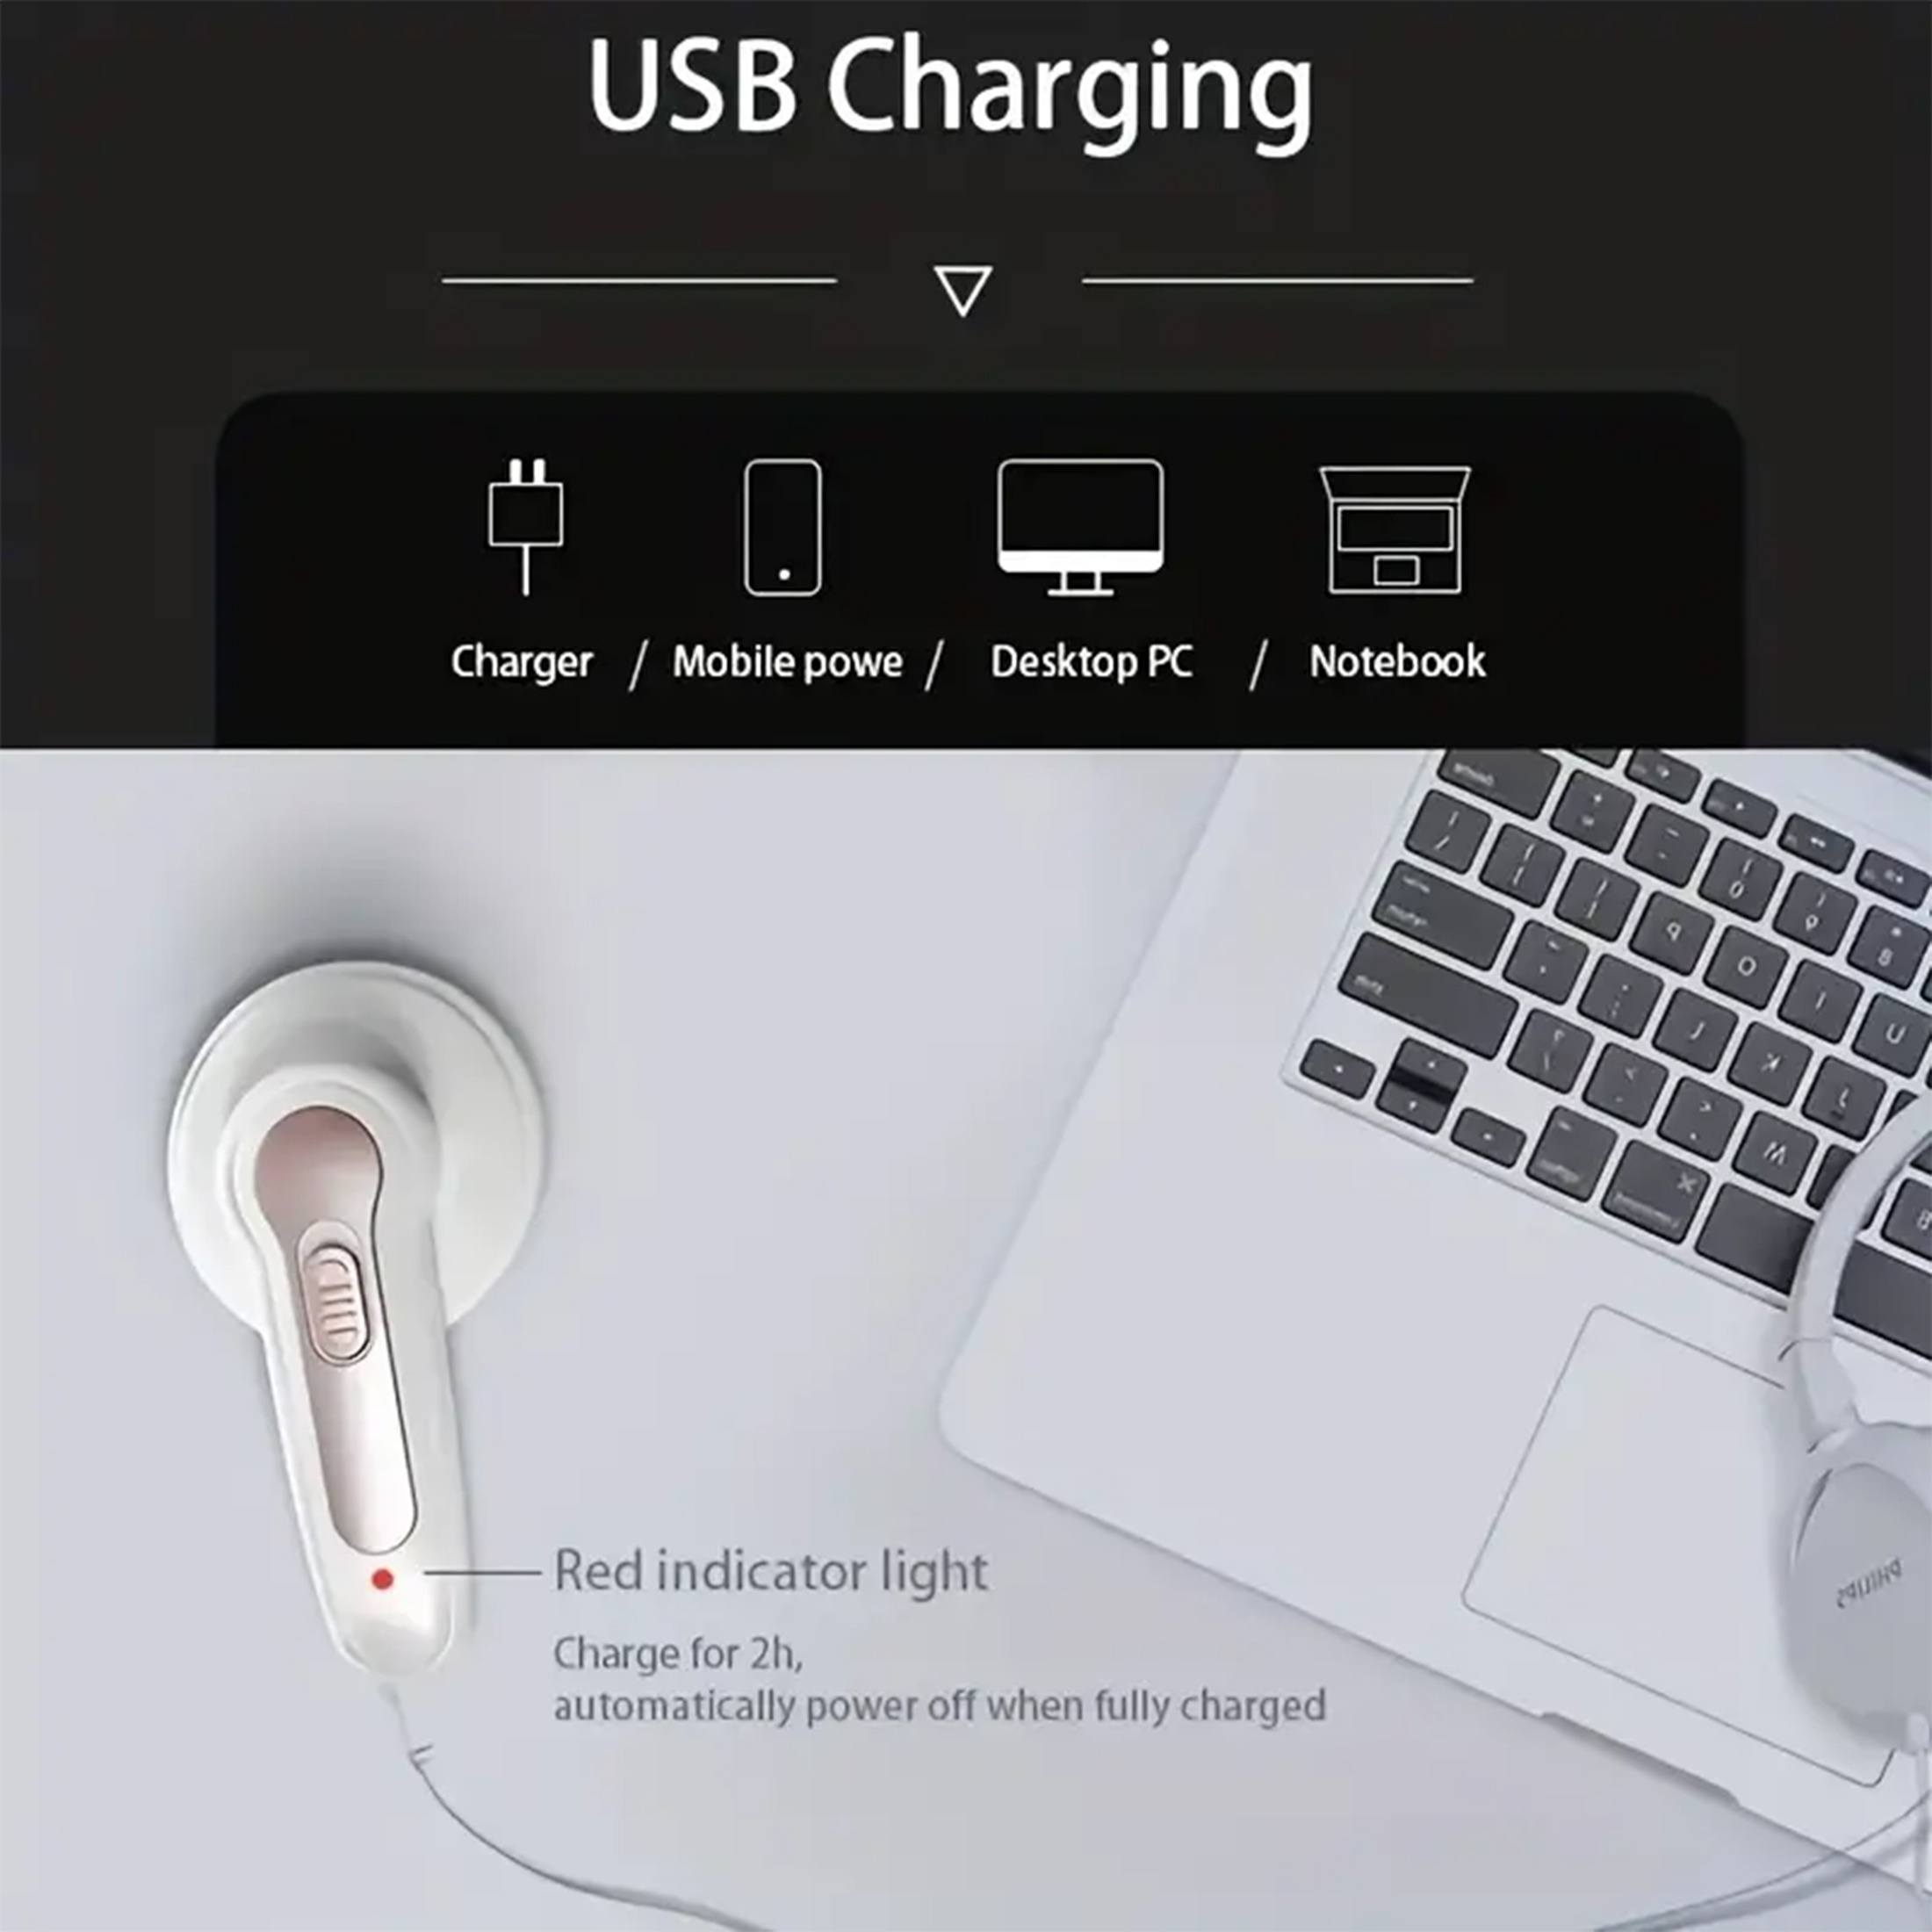 USB Charging
Charger / Mobile powe / Desktop PC / Notebook
Red indicator light
Charge for 2h,
automatically power off when fully charged
PHILIPS